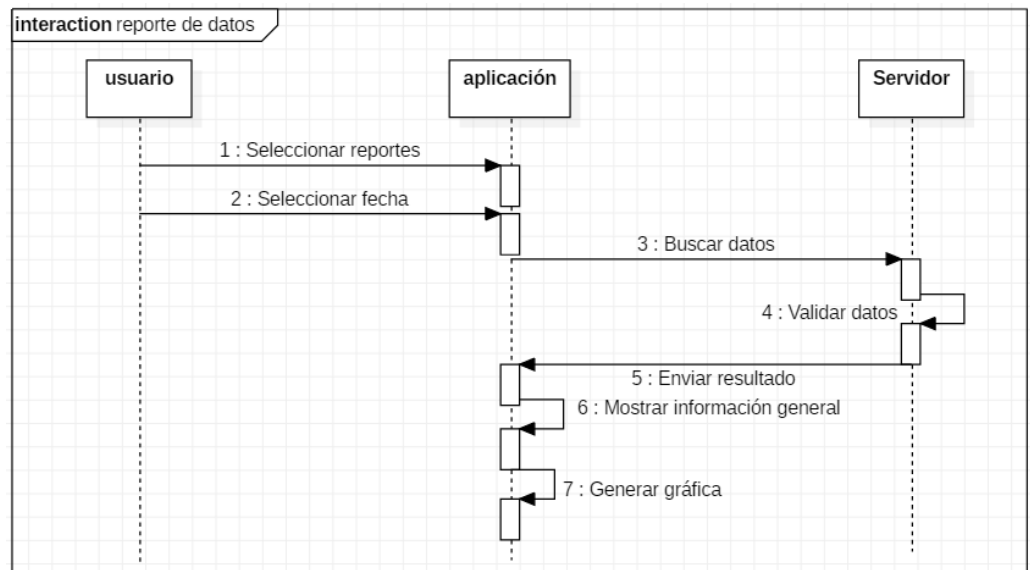 interaction reporte de datos
usuario
aplicación
Servidor
1 : Seleccionar reportes
2 : Seleccionar fecha
3 : Buscar datos
4 : Validar datos
5 : Enviar resultado
6 : Mostrar información general
7 : Generar gráfica